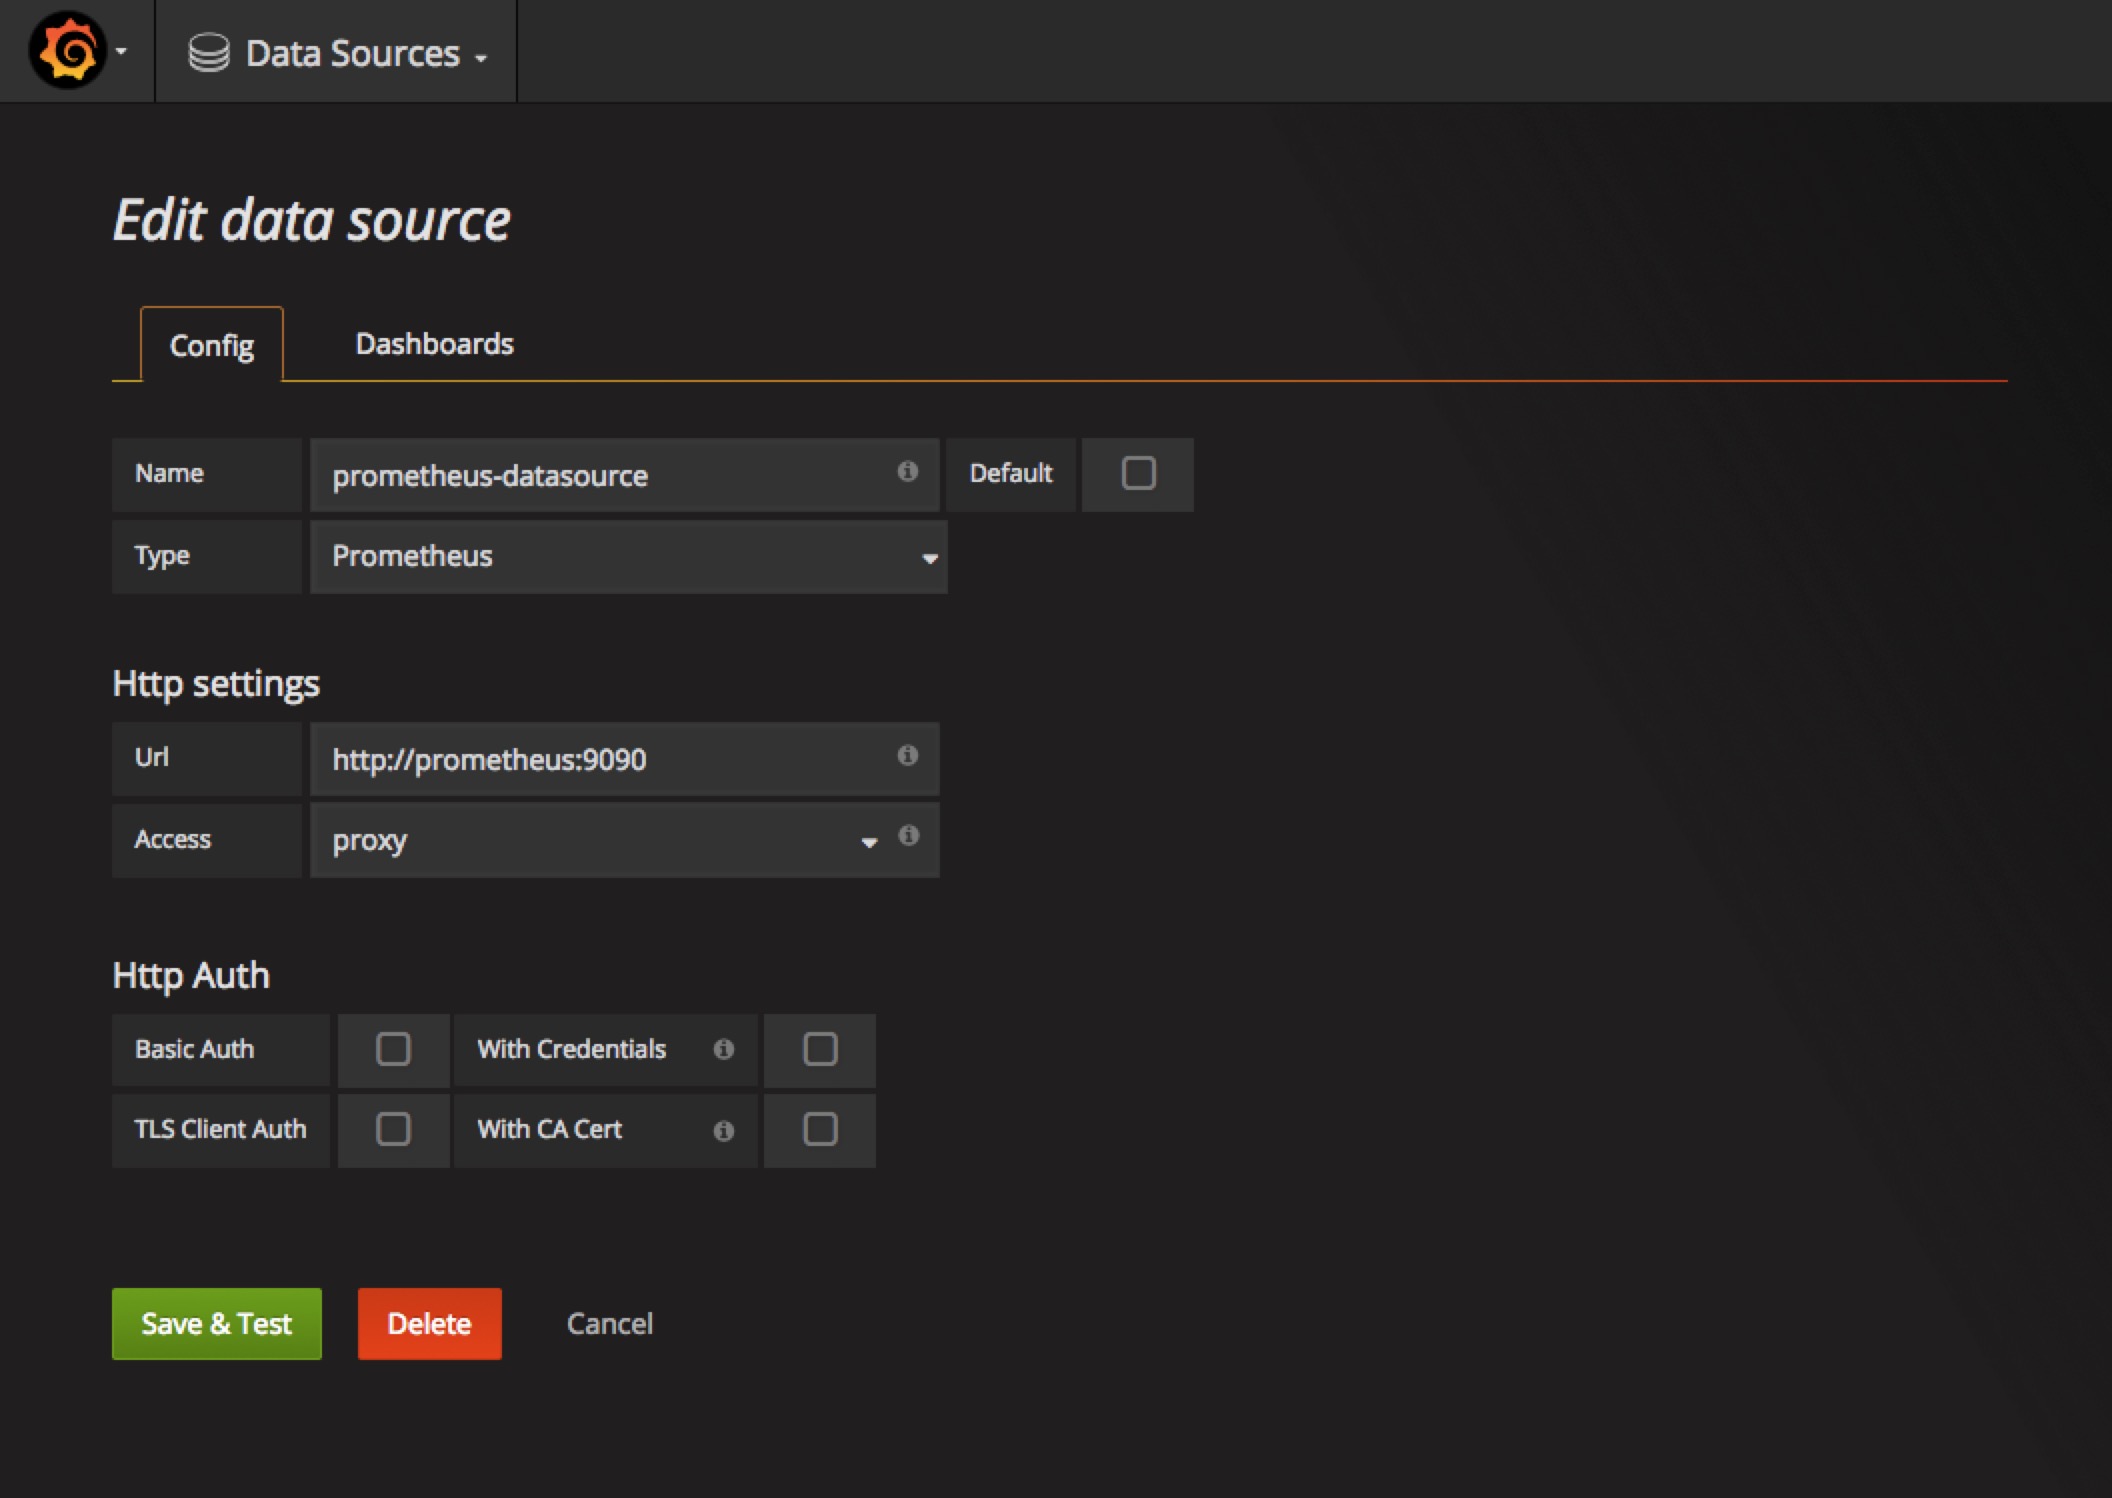 Data Sources
Edit data source
Config Dashboards
Name prometheus-datasource Default
Type Prometheus
Http settings
Url http://prometheus:9090
Access proxy
Http Auth
Basic Auth With Credentials
TLS Client Auth With CA Cert
Save & Test Delete Cancel